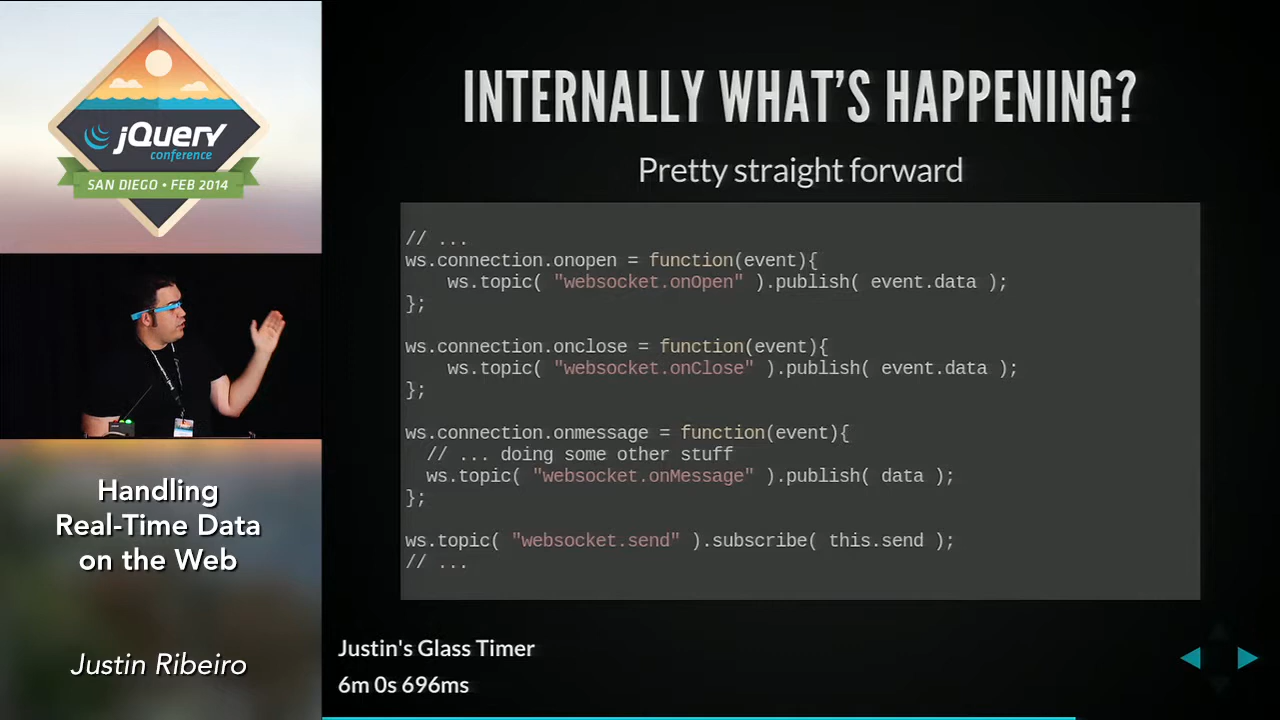 jQuery
conference
SAN DIEGO • FEB 2014
Handling
Real-Time Data
on the Web
Justin Ribeiro
INTERNALLY WHAT'S HAPPENING?
Pretty straight forward
// ...
ws.connection.onopen = function(event){
    ws.topic( "websocket.onOpen" ).publish( event.data );
};
ws.connection.onclose = function(event){
    ws.topic( "websocket.onClose" ).publish( event.data );
};
ws.connection.onmessage = function(event){
  // ... doing some other stuff
  ws.topic( "websocket.onMessage" ).publish( data );
};
ws.topic( "websocket.send" ).subscribe( this.send );
// ...
Justin's Glass Timer
6m 0s 696ms